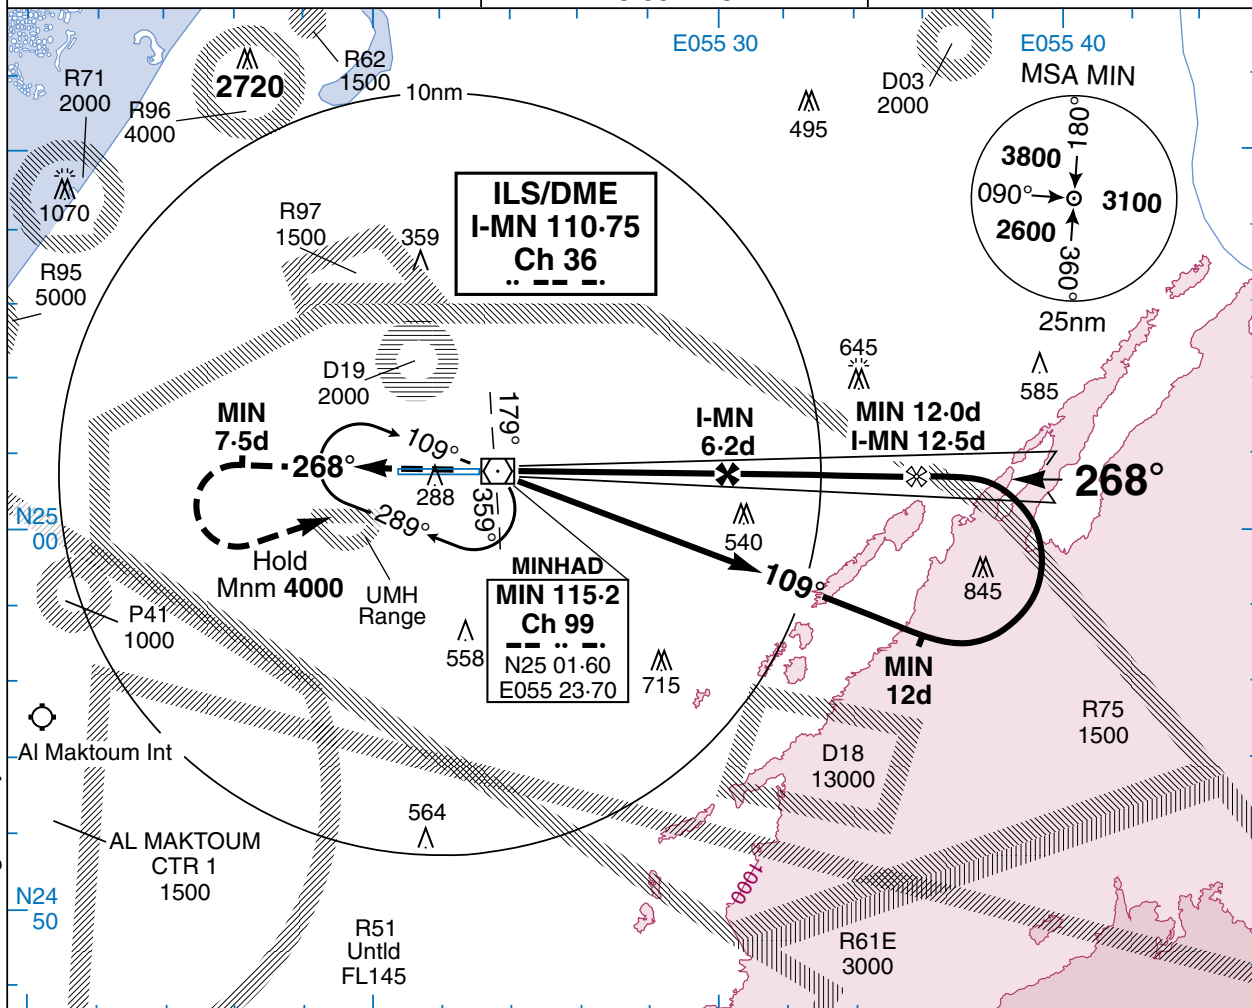 E055 30
E055 40
R62
1500
R71
2000
2720
R96
4000
10nm
D03
2000
MSA MIN
495
180°
3800
090°
3100
2600
360°
25nm
1070
ILS/DME
I-MN 110·75
Ch 36
R97
1500
359
R95
5000
D19
2000
645
585
MIN
7·5d
179°
I-MN
6·2d
MIN 12·0d
I-MN 12·5d
109°
268°
268°
288
359°
289°
540
N25
00
Hold
Mnm 4000
UMH
Range
MINHAD
MIN 115·2
Ch 99
N25 01·60
E055 23·70
109°
845
P41
1000
558
715
MIN
12d
Al Maktoum Int
R75
1500
D18
13000
564
AL MAKTOUM
CTR 1
1500
1000
N24
50
R51
Untld
FL145
R61E
3000